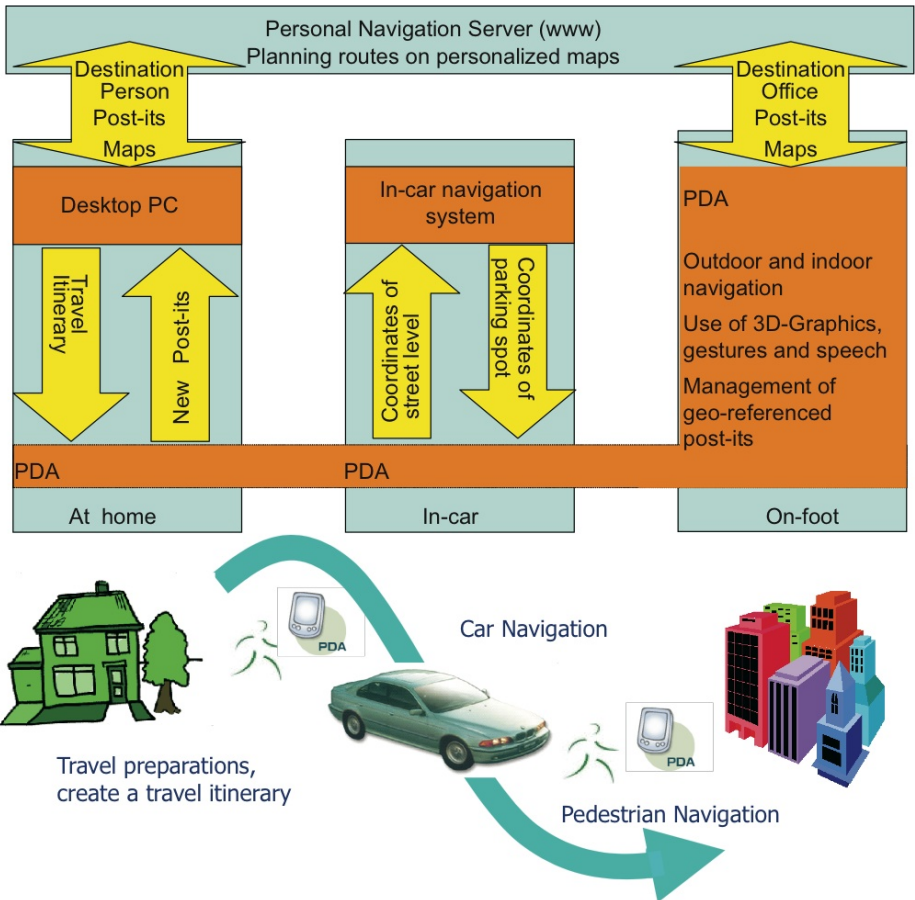 Personal Navigation Server (www)
Planning routes on personalized maps
Destination
Person
Post-its
Maps
Destination
Office
Post-its
Maps
Desktop PC
Travel
Itinerary
New Post-its
PDA
At home
In-car navigation
system
Coordinates of
street level
Coordinates of
parking spot
PDA
In-car
PDA
Outdoor and indoor
navigation
Use of 3D-Graphics,
gestures and speech
Management of
geo-referenced
post-its
On-foot
PDA
Car Navigation
PDA
Travel preparations,
create a travel itinerary
Pedestrian Navigation